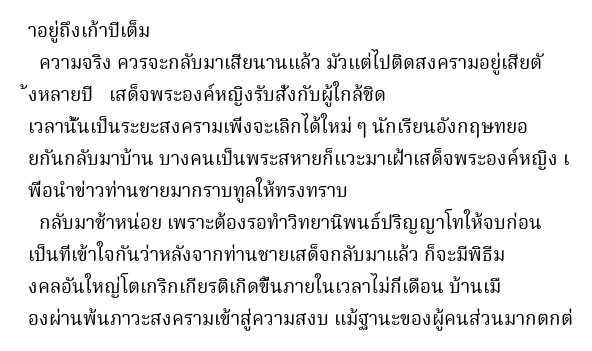 าอยู่ถึงเก้าปีเต็ม
ความจริง ควรจะกลับมาเสียนานแล้ว มัวแต่ไปติดสงครามอยู่เสียตั
้งหลายปี เสด็จพระองค์หญิงรับสั่งกับผู้ใกล้ชิด
เวลานั้นเป็นระยะสงครามเพิ่งจะเลิกได้ใหม่ ๆ นักเรียนอังกฤษทยอ
ยกันกลับมาบ้าน บางคนเป็นพระสหายก็แวะมาเฝ้าเสด็จพระองค์หญิง เ
พื่อนำข่าวท่านชายมากราบทูลให้ทรงทราบ
กลับมาช้าหน่อย เพราะต้องรอทำวิทยานิพนธ์ปริญญาโทให้จบก่อน
เป็นที่เข้าใจกันว่าหลังจากท่านชายเสด็จกลับมาแล้ว ก็จะมีพิธีม
งคลอันใหญ่โตเกริกเกียรติเกิดขึ้นภายในเวลาไม่กี่เดือน บ้านเมื
องผ่านพ้นภาวะสงครามเข้าสู่ความสงบ แม้ฐานะของผู้คนส่วนมากตกต่